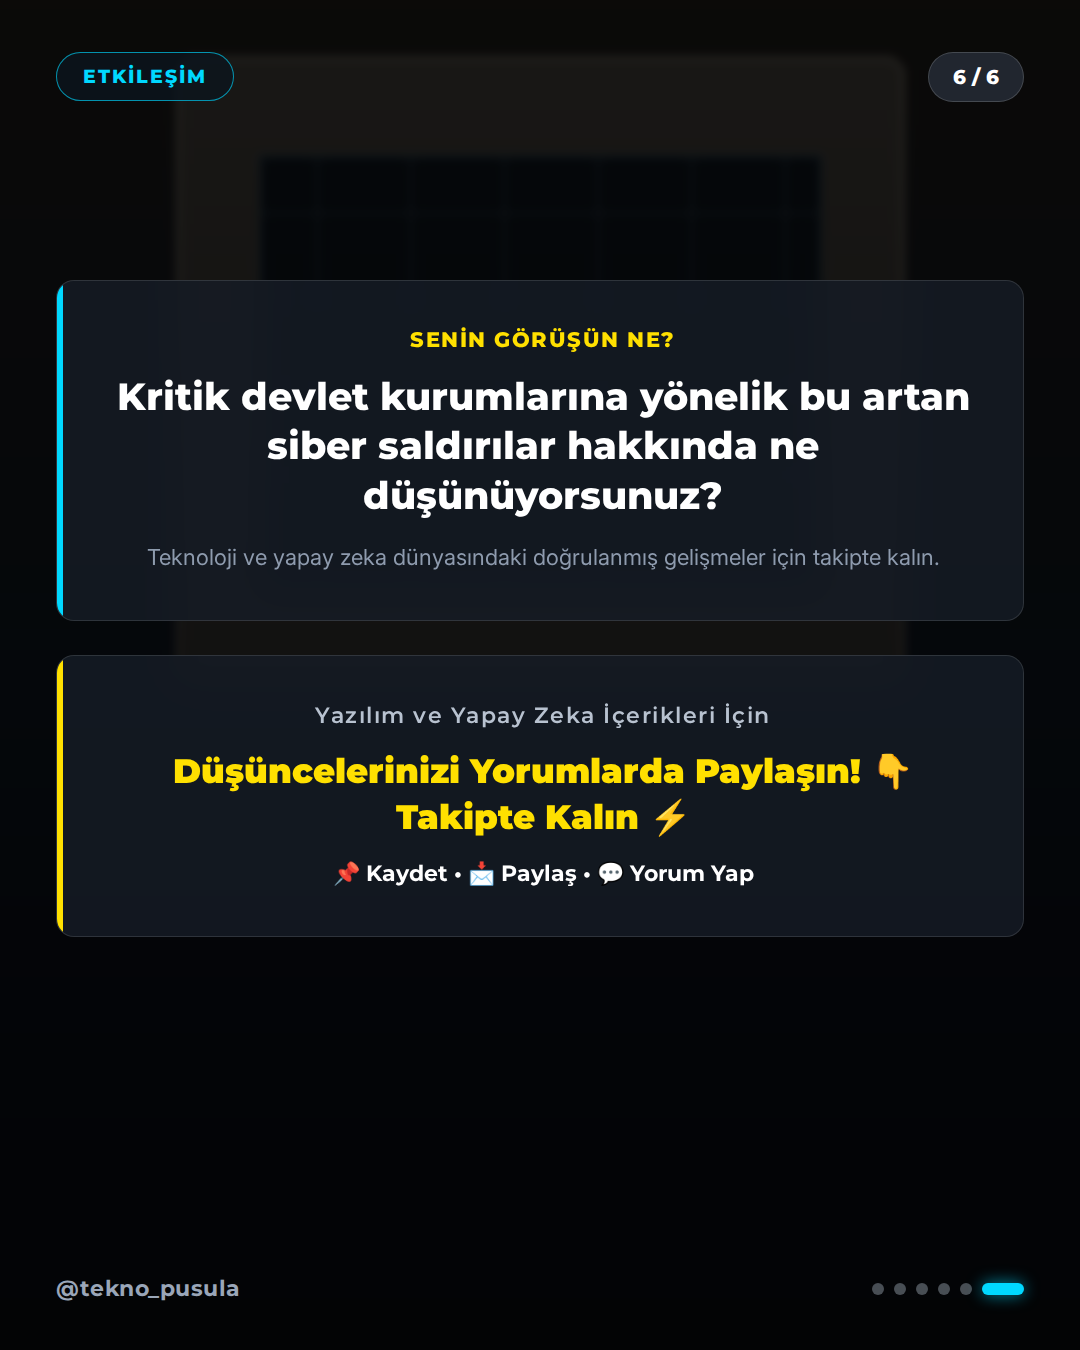 ETKİLEŞİM
6 / 6
SENİN GÖRÜŞÜN NE?
Kritik devlet kurumlarına yönelik bu artan
siber saldırılar hakkında ne
düşünüyorsunuz?
Teknoloji ve yapay zeka dünyasındaki doğrulanmış gelişmeler için takipte kalın.
Yazılım ve Yapay Zeka İçerikleri İçin
Düşüncelerinizi Yorumlarda Paylaşın! 👇
Takipte Kalın ⚡
📌 Kaydet • 📩 Paylaş • 💬 Yorum Yap
@tekno_pusula